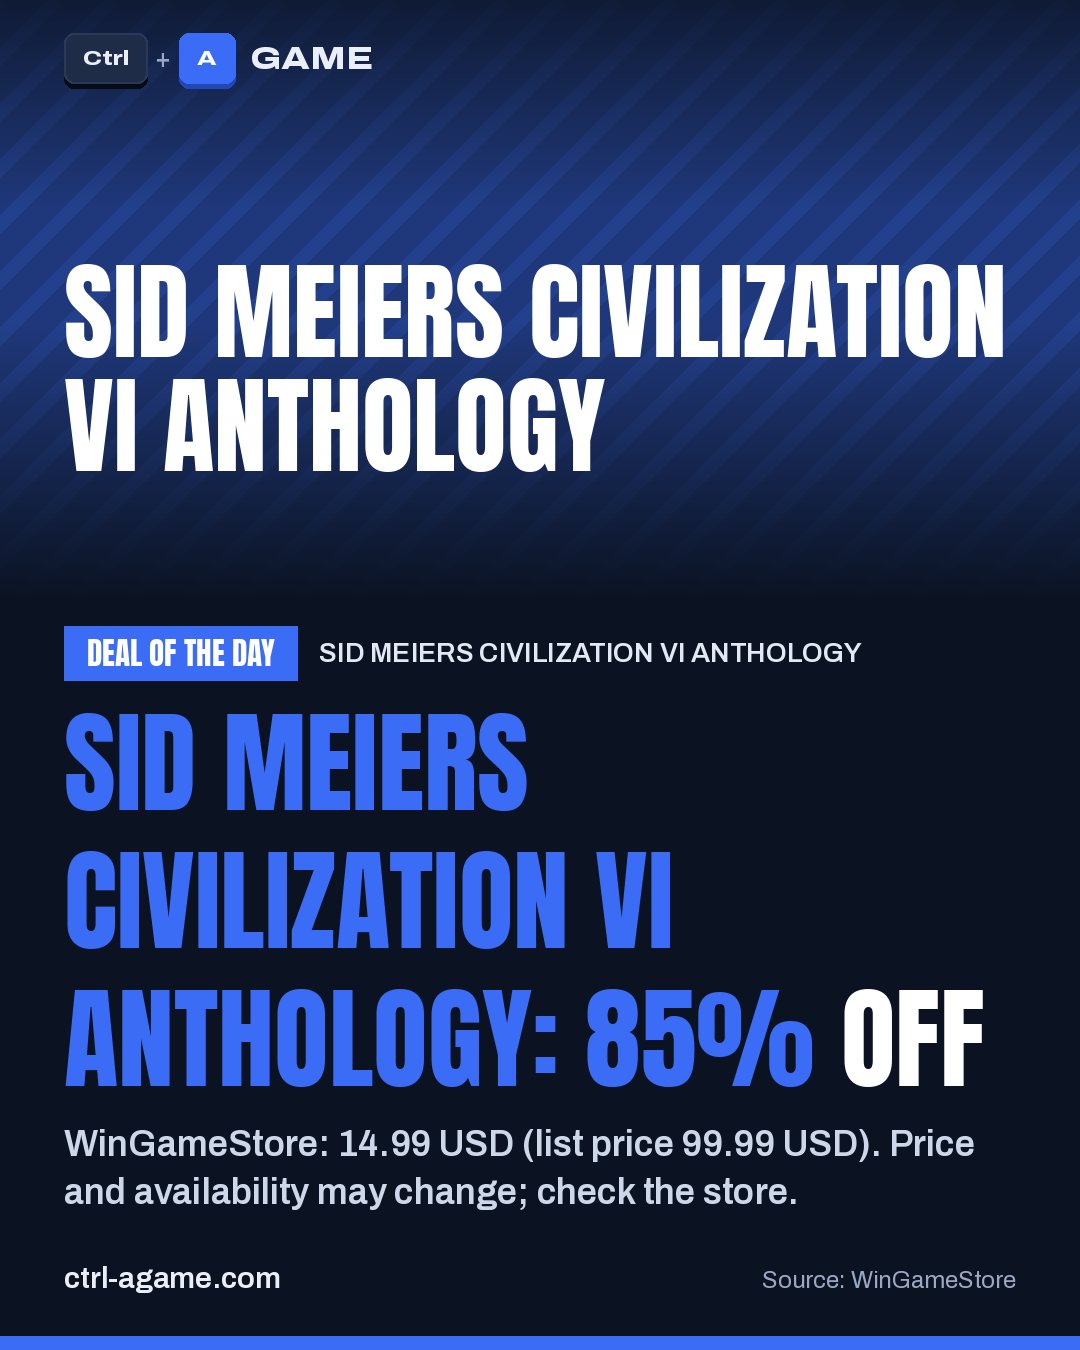 Ctrl + A GAME
SID MEIERS CIVILIZATION
VI ANTHOLOGY
DEAL OF THE DAY SID MEIERS CIVILIZATION VI ANTHOLOGY
SID MEIERS
CIVILIZATION VI
ANTHOLOGY: 85% OFF
WinGameStore: 14.99 USD (list price 99.99 USD). Price
and availability may change; check the store.
ctrl-agame.com Source: WinGameStore